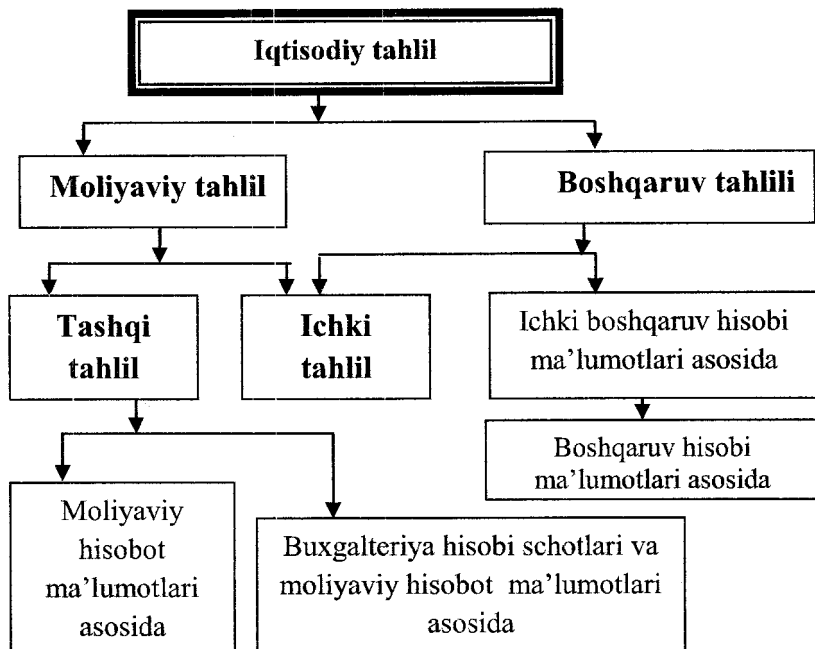 Iqtisodiy tahlil
Moliyaviy tahlil
Boshqaruv tahlili
Tashqi
tahlil
Ichki
tahlil
Ichki boshqaruv hisobi
ma’lumotlari asosida
Boshqaruv hisobi
ma’lumotlari asosida
Moliyaviy
hisobot
ma’lumotlari
asosida
Buxgalteriya hisobi schotlari va
moliyaviy hisobot ma’lumotlari
asosida